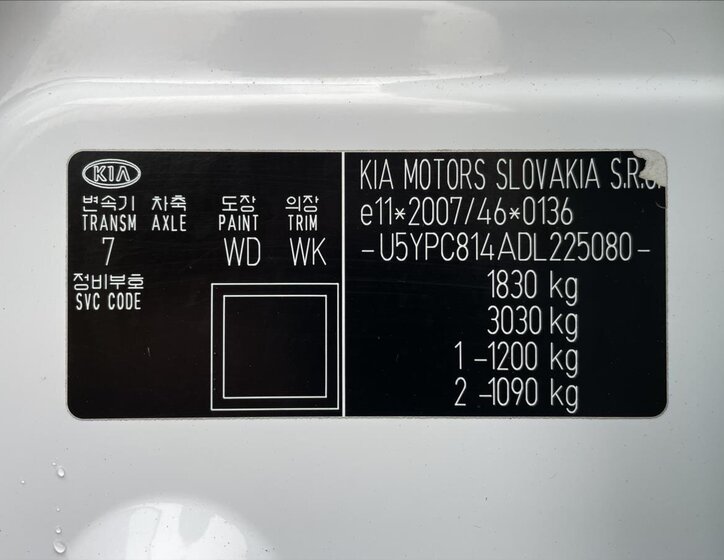 KIA
변속기 차축 도장 의장
TRANSM AXLE PAINT TRIM
7 WD WK
정비부호
SVC CODE
KIA MOTORS SLOVAKIA S.R.O.
e11*2007/46*0136
-U5YPC814ADL225080-
1830 kg
3030 kg
1 -1200 kg
2 -1090 kg